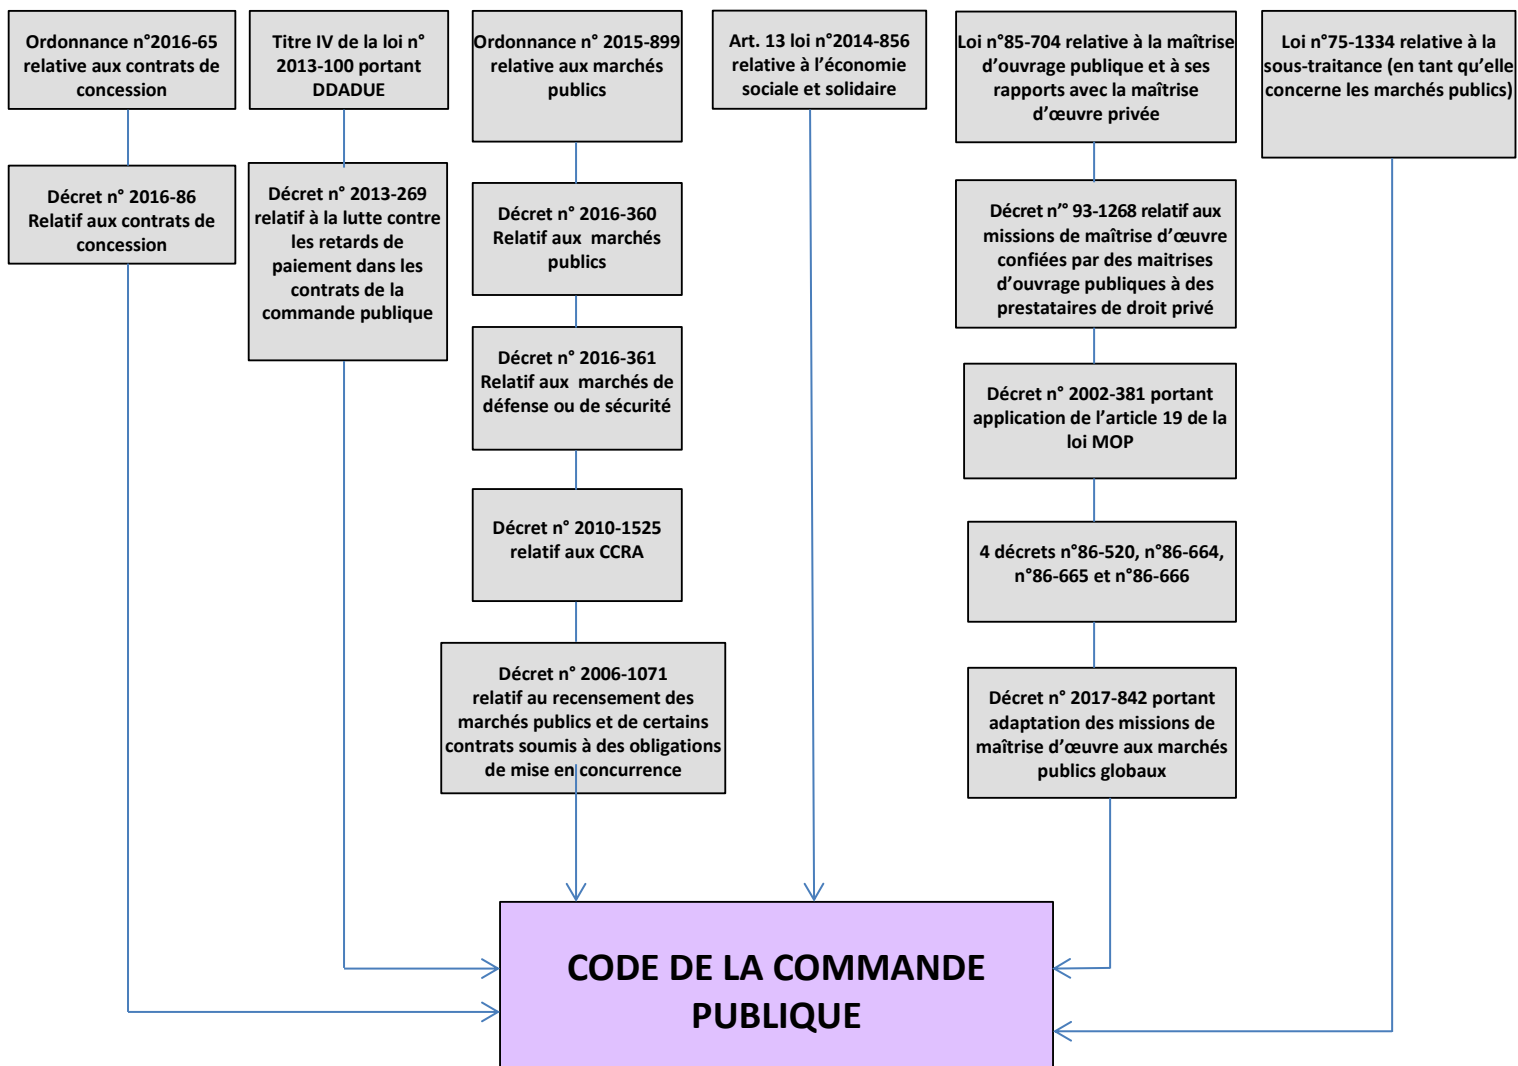 Ordonnance n°2016-65
relative aux contrats de
concession
Décret n° 2016-86
Relatif aux contrats de
concession
Titre IV de la loi n°
2013-100 portant
DDADUE
Décret n° 2013-269
relatif à la lutte contre
les retards de
paiement dans les
contrats de la
commande publique
Ordonnance n° 2015-899
relative aux marchés
publics
Décret n° 2016-360
Relatif aux marchés
publics
Décret n° 2016-361
Relatif aux marchés de
défense ou de sécurité
Décret n° 2010-1525
relatif aux CCRA
Décret n° 2006-1071
relatif au recensement des
marchés publics et de certains
contrats soumis à des obligations
de mise en concurrence
Art. 13 loi n°2014-856
relative à l’économie
sociale et solidaire
Loi n°85-704 relative à la maîtrise
d’ouvrage publique et à ses
rapports avec la maîtrise
d’œuvre privée
Décret n’° 93-1268 relatif aux
missions de maîtrise d’œuvre
confiées par des maitrises
d’ouvrage publiques à des
prestataires de droit privé
Décret n° 2002-381 portant
application de l’article 19 de la
loi MOP
4 décrets n°86-520, n°86-664,
n°86-665 et n°86-666
Décret n° 2017-842 portant
adaptation des missions de
maîtrise d’œuvre aux marchés
publics globaux
Loi n°75-1334 relative à la
sous-traitance (en tant qu’elle
concerne les marchés publics)
CODE DE LA COMMANDE
PUBLIQUE